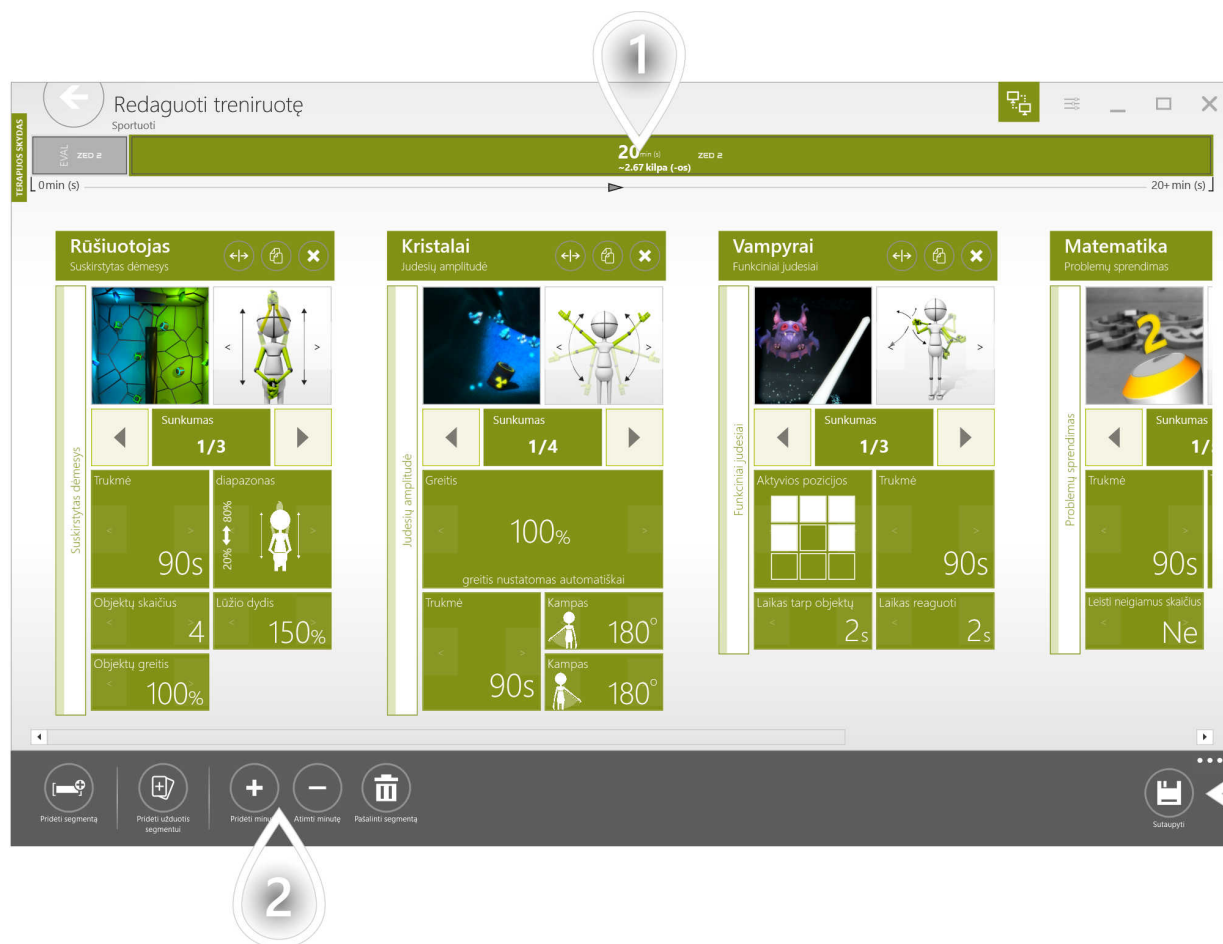 1
Redaguoti treniruotę
Sportuoti
TERAPIJOS SKYDAS
EVAL ZED 2
20min (s) ZED 2
~2.67 kilpa (-os)
0min (s)
20+ min (s)
Rūšiuotojas
Suskirstytas dėmesys
Suskirstytas dėmesys
Sunkumas
1/3
Trukmė
90s
diapazonas
20% 80%
Objektų skaičius
4
Lūžio dydis
150%
Objektų greitis
100%
Kristalai
Judesių amplitudė
Judesių amplitudė
Sunkumas
1/4
Greitis
100%
greitis nustatomas automatiškai
Trukmė
90s
Kampas
180°
Kampas
180°
Vampyrai
Funkciniai judesiai
Funkciniai judesiai
Sunkumas
1/3
Aktyvios pozicijos
Trukmė
90s
Laikas tarp objektų
2s
Laikas reaguoti
2s
Matematika
Problemų sprendimas
Problemų sprendimas
2
Sunkumas
1/
Trukmė
90s
Leisti neigiamus skaičius
Ne
Pridėti segmentą
Pridėti užduotis
segmentui
Pridėti
Atimti minutę
Pašalinti segmentą
Sutaupyti
2